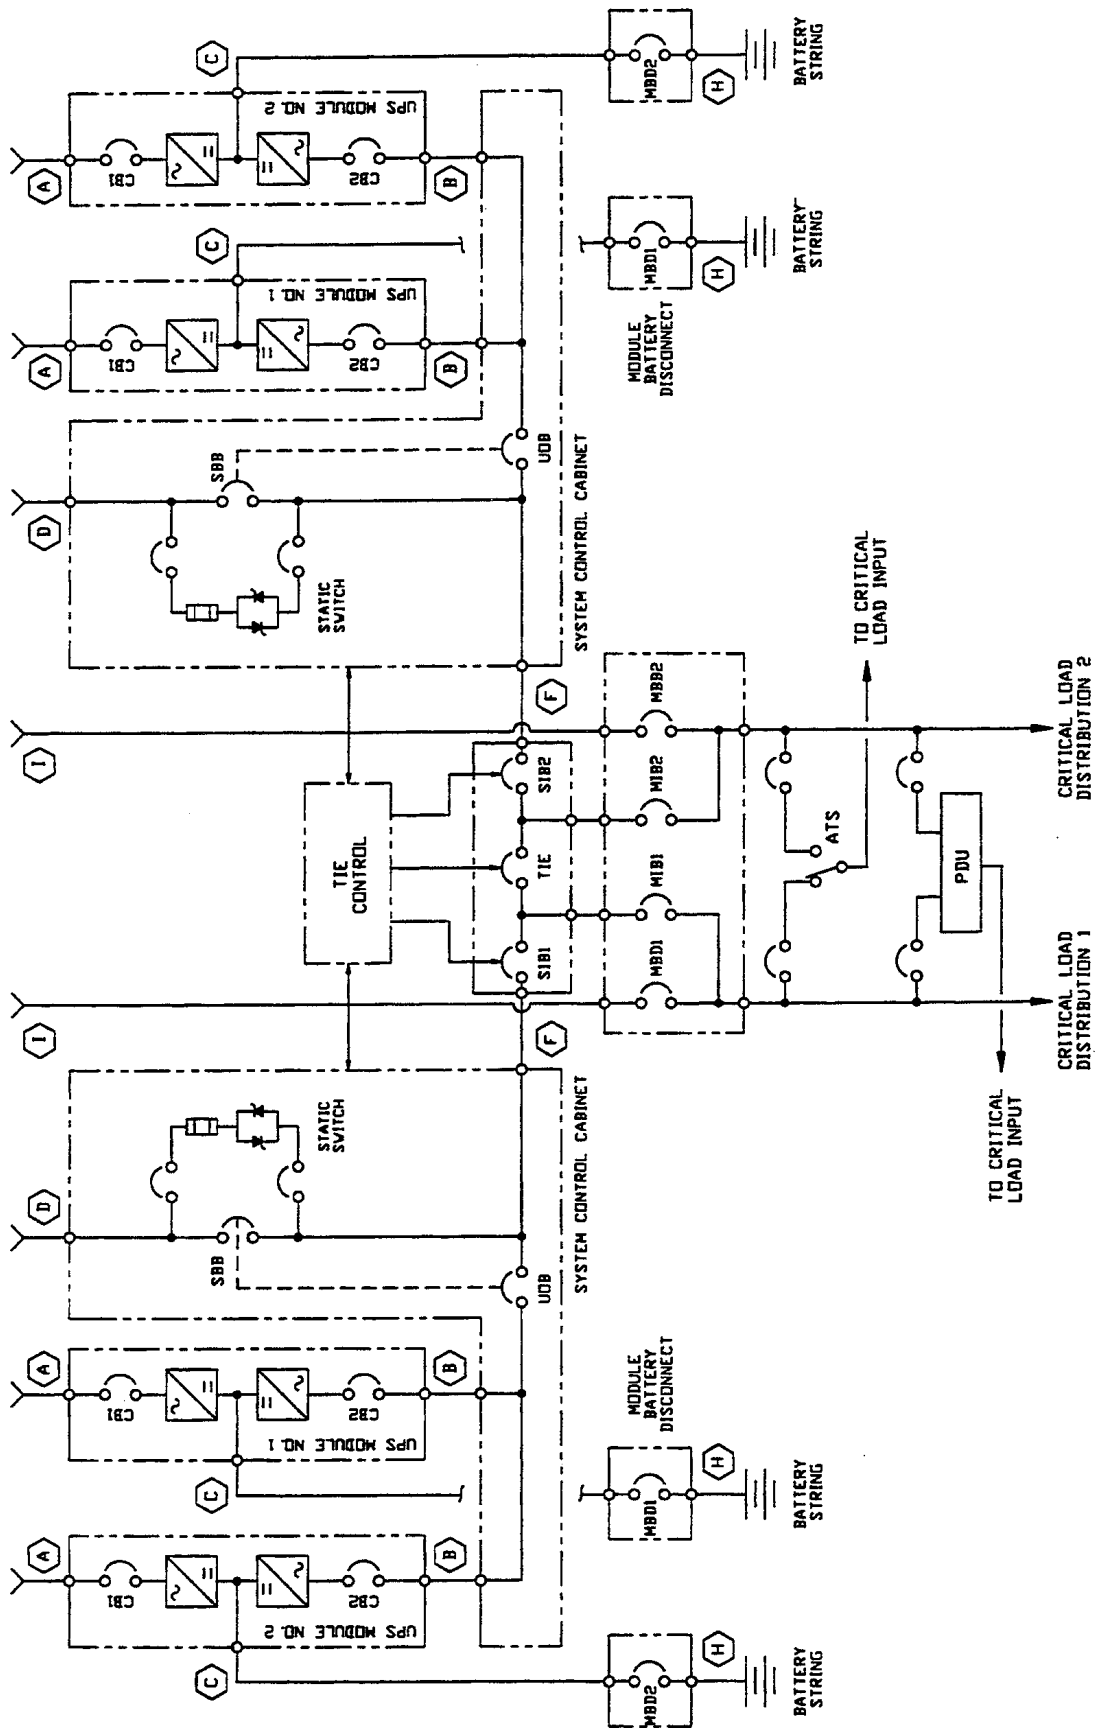 A
C
A
C
D
I
I
D
A
C
A
C
UPS MODULE NO. 2
CB1
CB2
UPS MODULE NO. 1
CB1
CB2
SBB
STATIC
SWITCH
TIE
CONTROL
STATIC
SWITCH
SBB
UPS MODULE NO. 1
CB1
CB2
UPS MODULE NO. 2
CB1
CB2
B
B
UOB
F
SIB1
TIE
SIB2
F
UOB
B
B
SYSTEM CONTROL CABINET
SYSTEM CONTROL CABINET
MBD2
H
BATTERY
STRING
MBD1
H
BATTERY
STRING
MODULE
BATTERY
DISCONNECT
MBD1
MIB1
MIB2
MBB2
MODULE
BATTERY
DISCONNECT
MBD1
H
BATTERY
STRING
MBD2
H
BATTERY
STRING
ATS
TO CRITICAL
LOAD INPUT
PDU
TO CRITICAL
LOAD INPUT
CRITICAL LOAD
DISTRIBUTION 1
CRITICAL LOAD
DISTRIBUTION 2